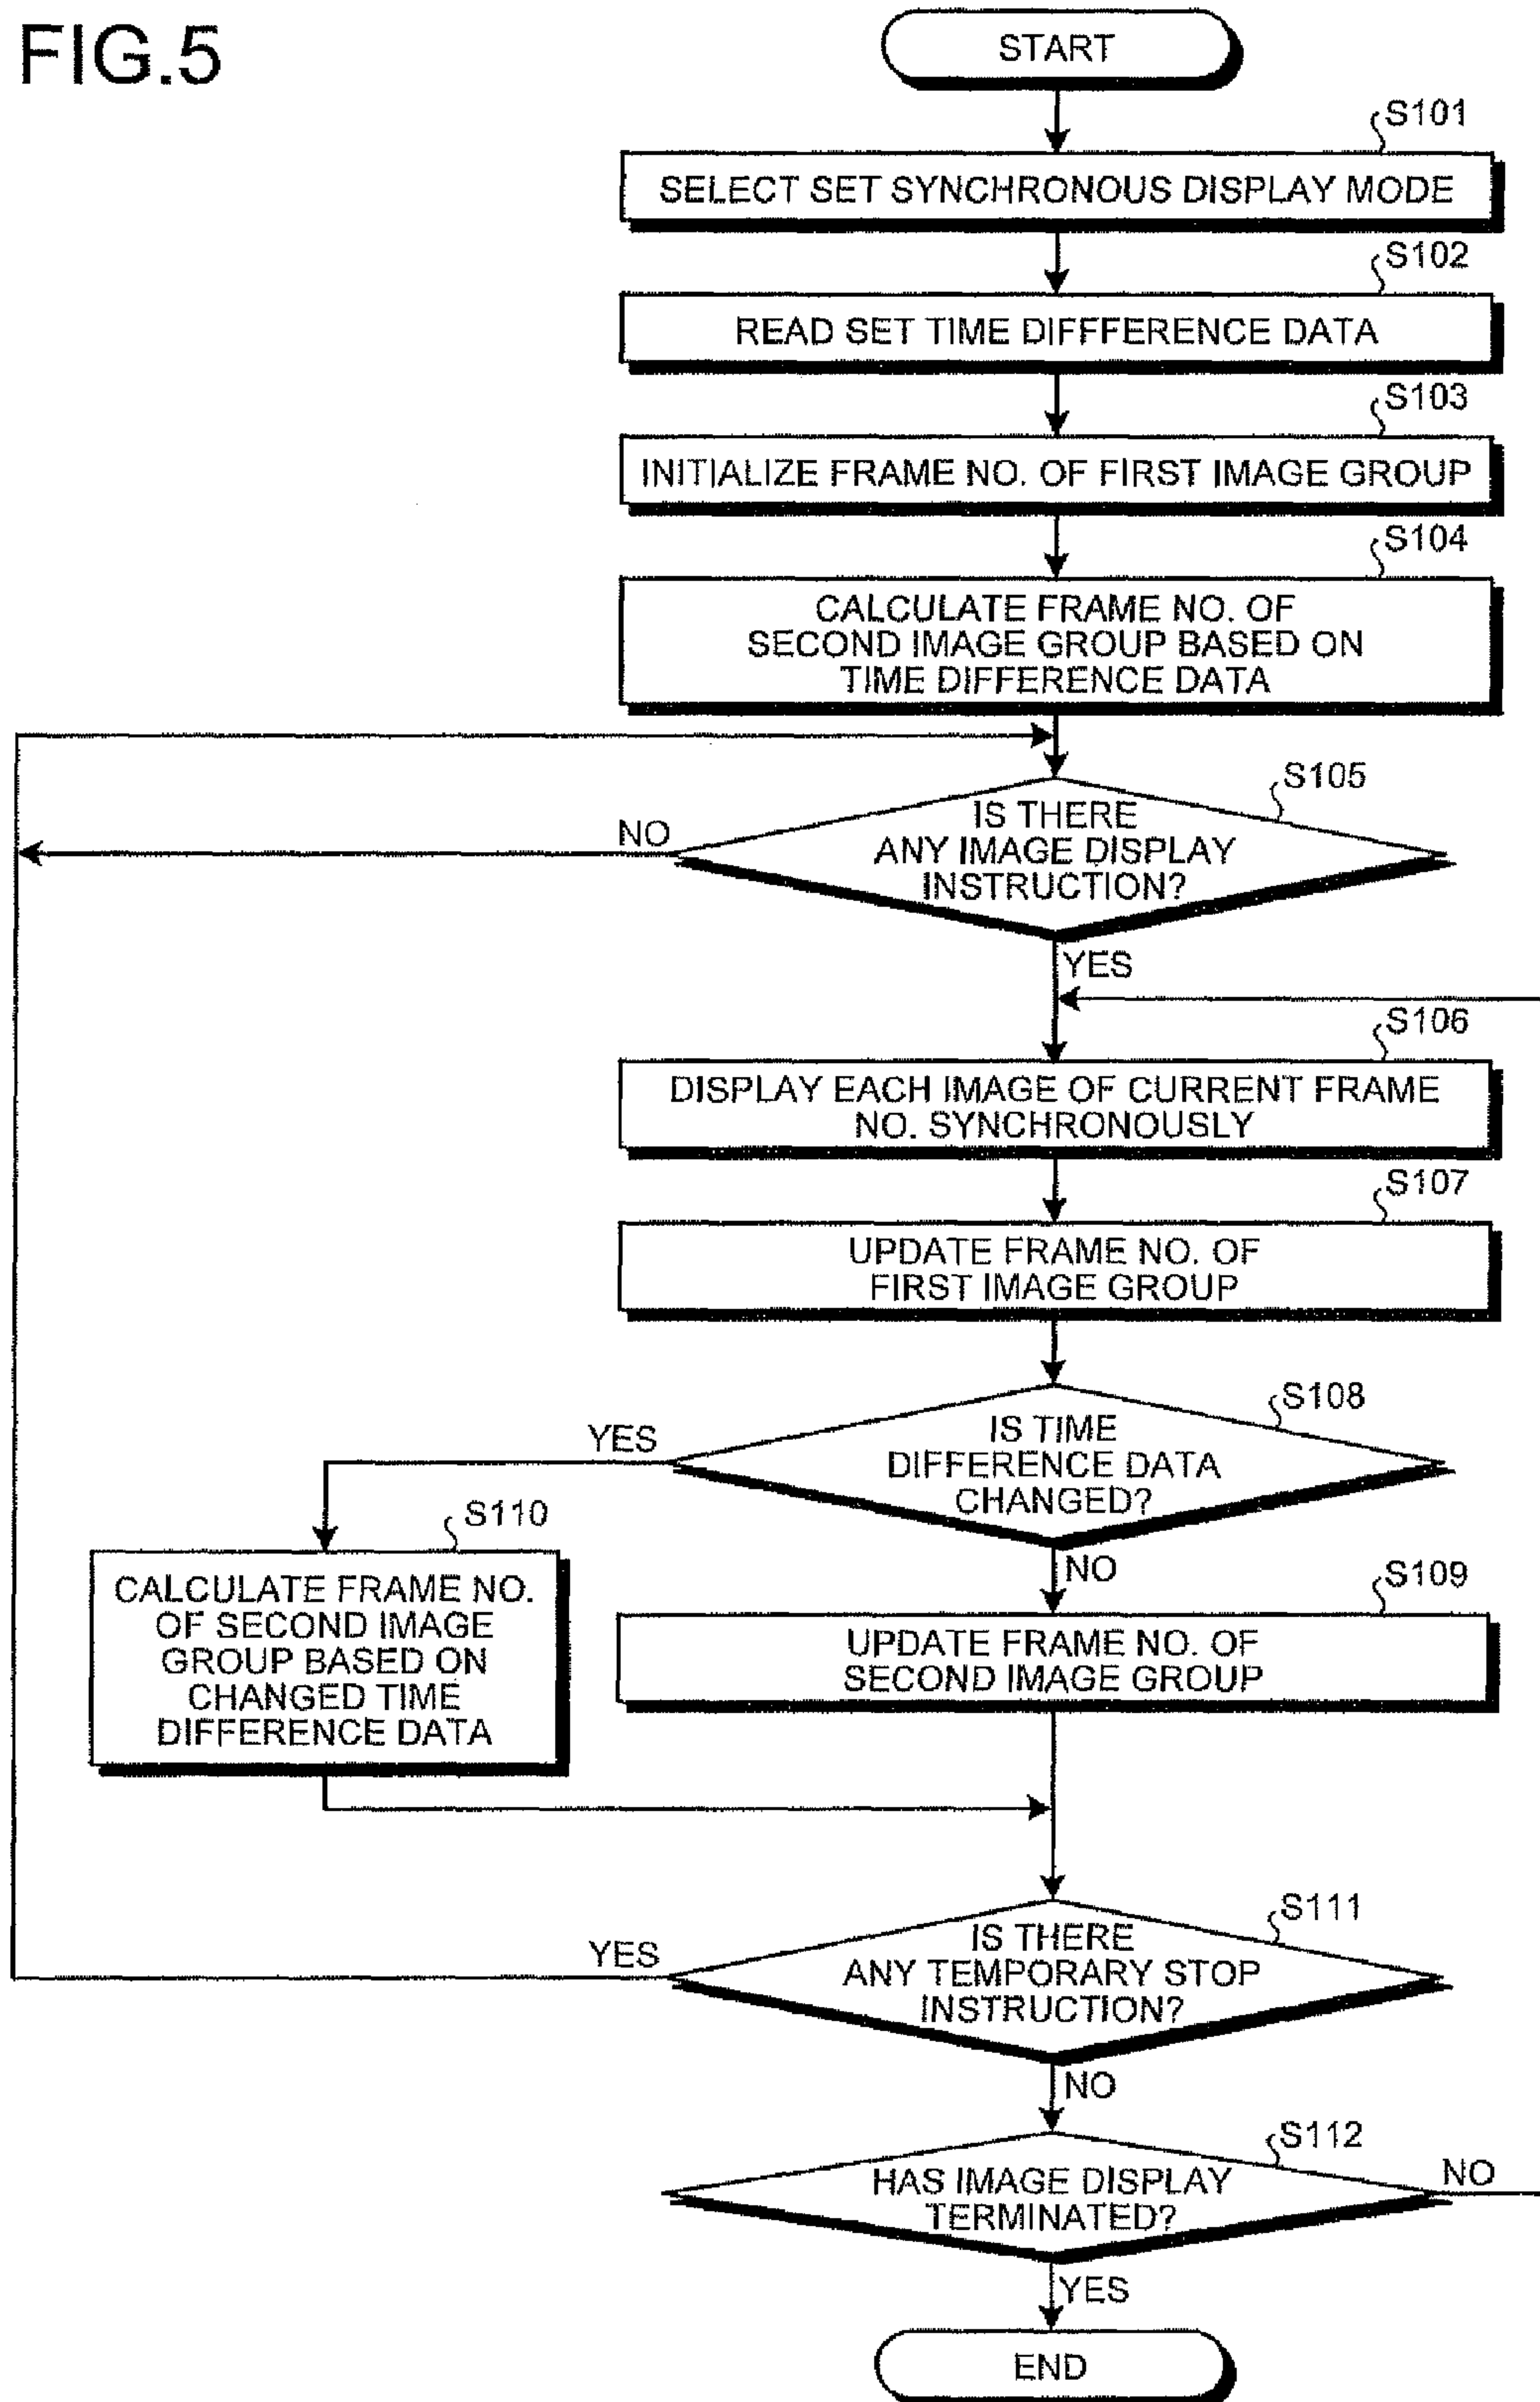 FIG.5
START
S101
SELECT SET SYNCHRONOUS DISPLAY MODE
S102
READ SET TIME DIFFFERENCE DATA
S103
INITIALIZE FRAME NO. OF FIRST IMAGE GROUP
S104
CALCULATE FRAME NO. OF
SECOND IMAGE GROUP BASED ON
TIME DIFFERENCE DATA
S105
IS THERE
ANY IMAGE DISPLAY
INSTRUCTION?
NO
YES
S106
DISPLAY EACH IMAGE OF CURRENT FRAME
NO. SYNCHRONOUSLY
S107
UPDATE FRAME NO. OF
FIRST IMAGE GROUP
S108
IS TIME
DIFFERENCE DATA
CHANGED?
YES
NO
S110
CALCULATE FRAME NO.
OF SECOND IMAGE
GROUP BASED ON
CHANGED TIME
DIFFERENCE DATA
S109
UPDATE FRAME NO. OF
SECOND IMAGE GROUP
S111
IS THERE
ANY TEMPORARY STOP
INSTRUCTION?
YES
NO
S112
HAS IMAGE DISPLAY
TERMINATED?
NO
YES
END